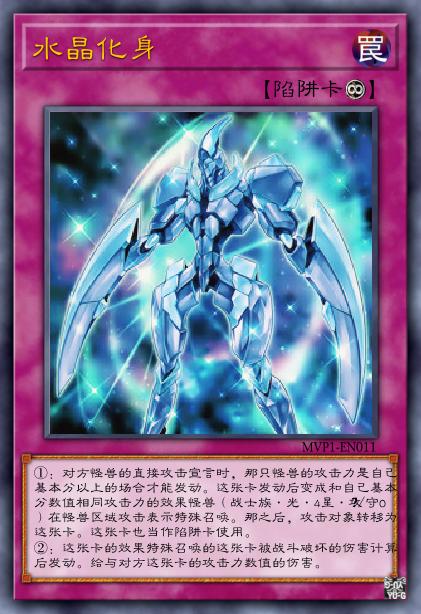 水晶化身
罠
【陷阱卡】
MVP1-EN011
①：对方怪兽的直接攻击宣言时，那只怪兽的攻击力是自己
基本分以上的场合才能发动。这张卡发动后变成和自己基本
分数值相同攻击力的效果怪兽（战士族·光·4星·攻?/守0
）在怪兽区域攻击表示特殊召唤。那之后，攻击对象转移为
这张卡。这张卡也当作陷阱卡使用。
②：这张卡的效果特殊召唤的这张卡被战斗破坏的伤害计算
后发动。给与对方这张卡的攻击力数值的伤害。